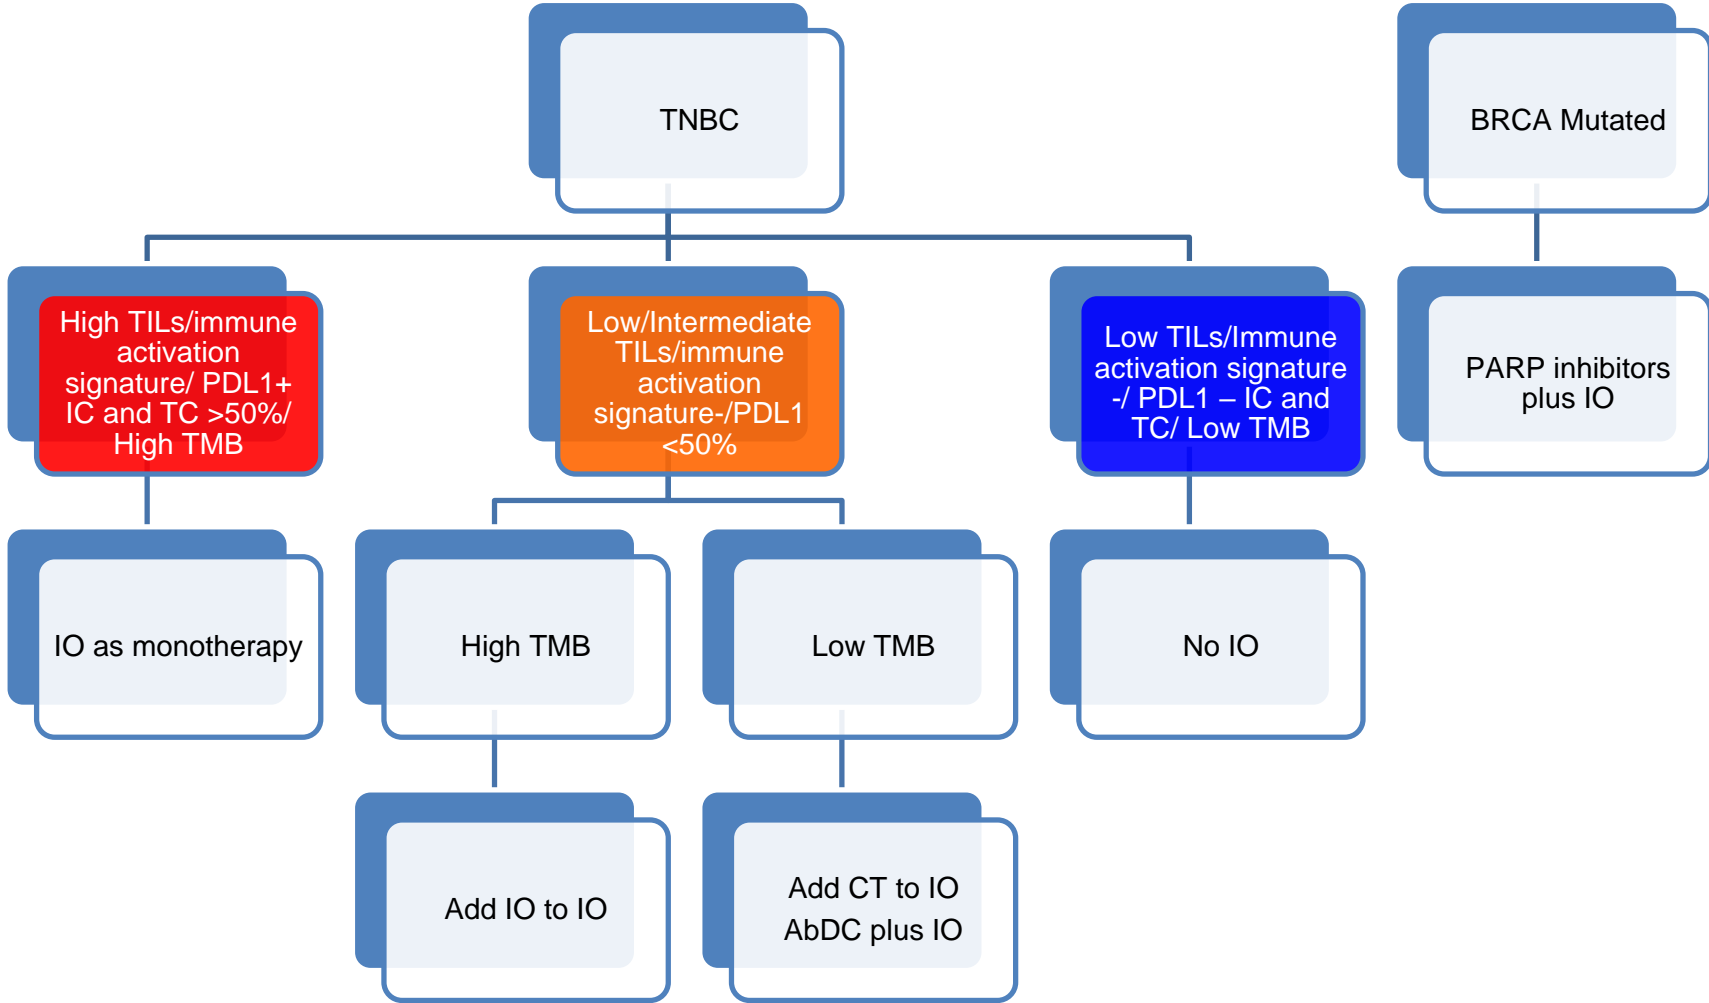 TNBC
BRCA Mutated
High TILs/immune
activation
signature/ PDL1+
IC and TC >50%/
High TMB
Low/Intermediate
TILs/immune
activation
signature-/PDL1
<50%
Low TILs/Immune
activation signature
-/ PDL1 – IC and
TC/ Low TMB
PARP inhibitors
plus IO
IO as monotherapy
High TMB
Low TMB
No IO
Add IO to IO
Add CT to IO
AbDC plus IO